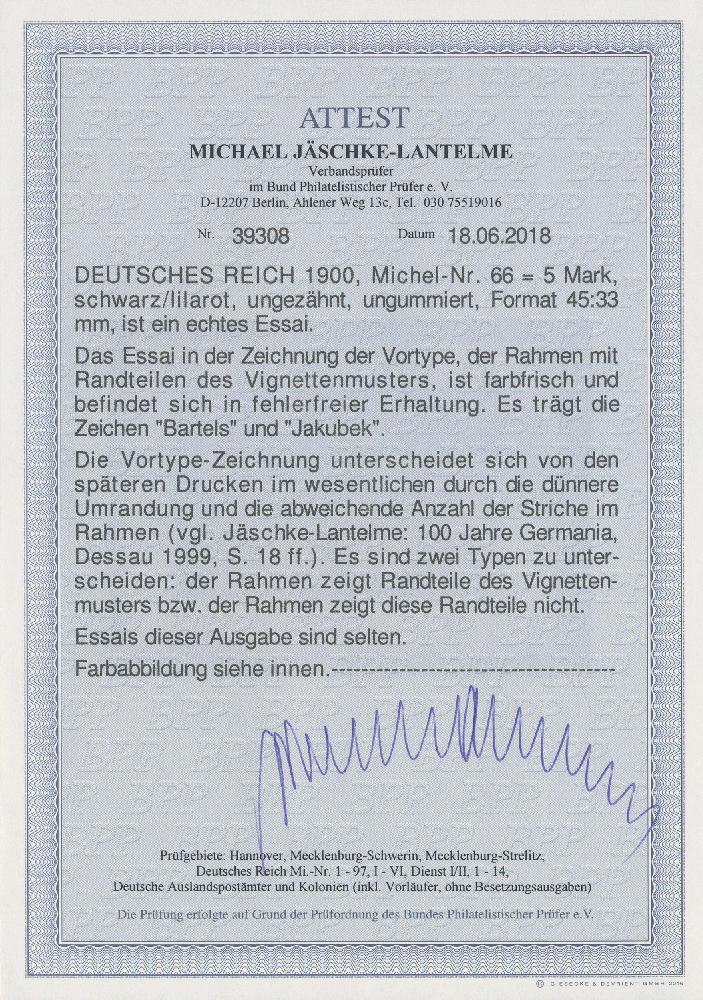 ATTEST
MICHAEL JÄSCHKE-LANTELME
Verbandsprüfer
im Bund Philatelistischer Prüfer e. V.
D-12207 Berlin, Ahlener Weg 13c, Tel. 030 75519016
Nr. 39308 Datum 18.06.2018
DEUTSCHES REICH 1900, Michel-Nr. 66 = 5 Mark,
schwarz/lilarot, ungezähnt, ungummiert, Format 45:33
mm, ist ein echtes Essai.
Das Essai in der Zeichnung der Vortype, der Rahmen mit
Randteilen des Vignettenmusters, ist farbfrisch und
befindet sich in fehlerfreier Erhaltung. Es trägt die
Zeichen "Bartels" und "Jakubek".
Die Vortype-Zeichnung unterscheidet sich von den
späteren Drucken im wesentlichen durch die dünnere
Umrandung und die abweichende Anzahl der Striche im
Rahmen (vgl. Jäschke-Lantelme: 100 Jahre Germania,
Dessau 1999, S. 18 ff.). Es sind zwei Typen zu unter-
scheiden: der Rahmen zeigt Randteile des Vignetten-
musters bzw. der Rahmen zeigt diese Randteile nicht.
Essais dieser Ausgabe sind selten.
Farbabbildung siehe innen.--------------------------------------
Prüfgebiete: Hannover, Mecklenburg-Schwerin, Mecklenburg-Strelitz,
Deutsches Reich Mi.-Nr. 1 - 97, I - VI, Dienst I/II, 1 - 14,
Deutsche Auslandspostämter und Kolonien (inkl. Vorläufer, ohne Besetzungsausgaben)
Die Prüfung erfolgte auf Grund der Prüfordnung des Bundes Philatelistischer Prüfer e.V.
GIESECKE & DEVRIENT GMBH